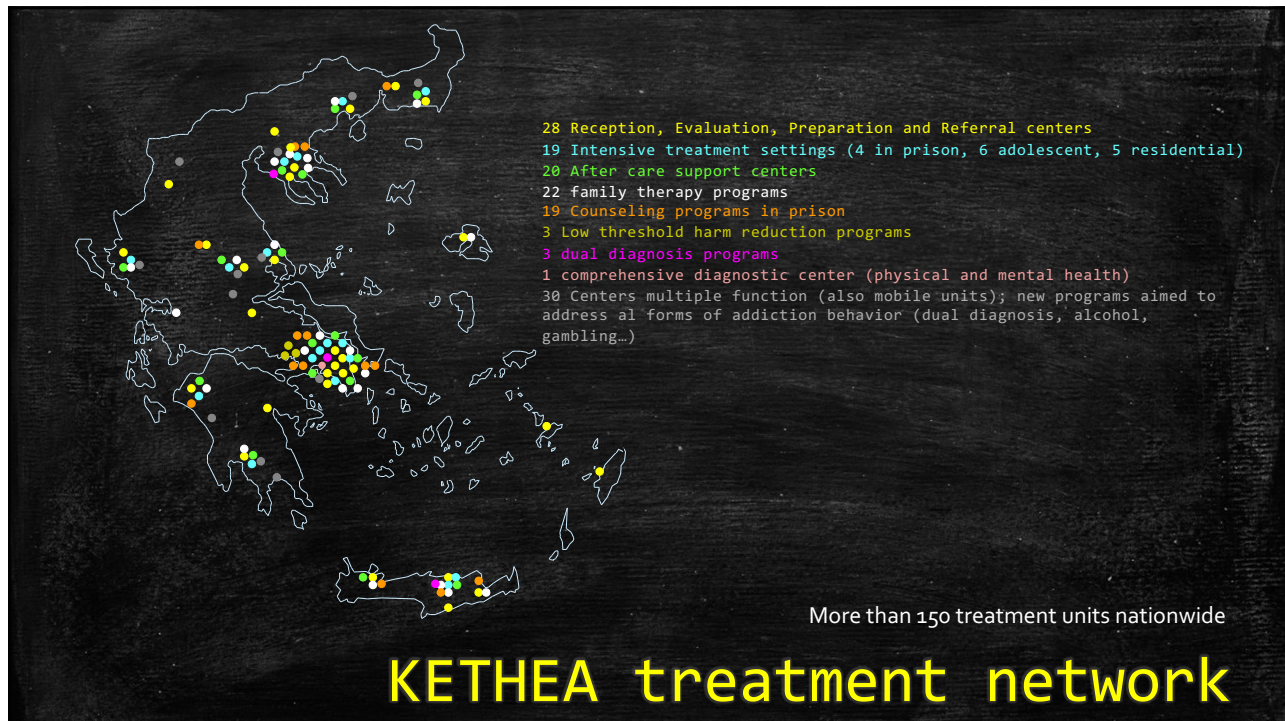 28 Reception, Evaluation, Preparation and Referral centers
19 Intensive treatment settings (4 in prison, 6 adolescent, 5 residential)
20 After care support centers
22 family therapy programs
19 Counseling programs in prison
3 Low threshold harm reduction programs
3 dual diagnosis programs
1 comprehensive diagnostic center (physical and mental health)
30 Centers multiple function (also mobile units); new programs aimed to
address al forms of addiction behavior (dual diagnosis, alcohol,
gambling…)
More than 150 treatment units nationwide
KETHEA treatment network